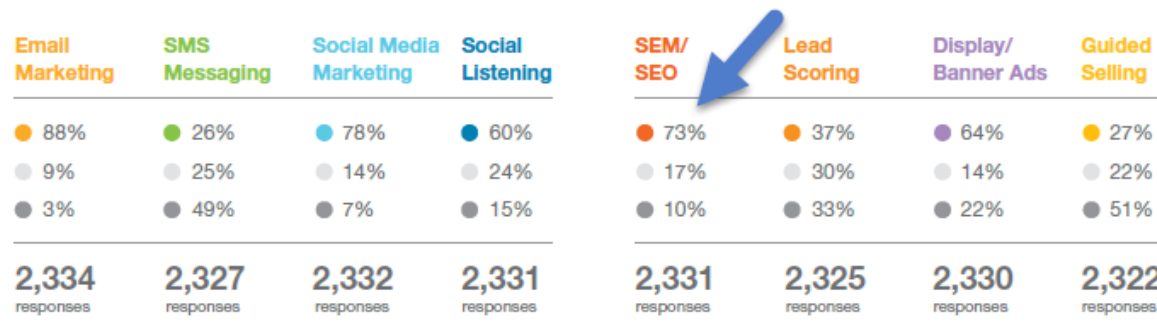 Email SMS Social Media Social SEM/ Lead Display/ Guided
Marketing Messaging Marketing Listening SEO Scoring Banner Ads Selling
88% 26% 78% 60% 73% 37% 64% 27%
9% 25% 14% 24% 17% 30% 14% 22%
3% 49% 7% 15% 10% 33% 22% 51%
2,334 2,327 2,332 2,331 2,331 2,325 2,330 2,322
responses responses responses responses responses responses responses responses